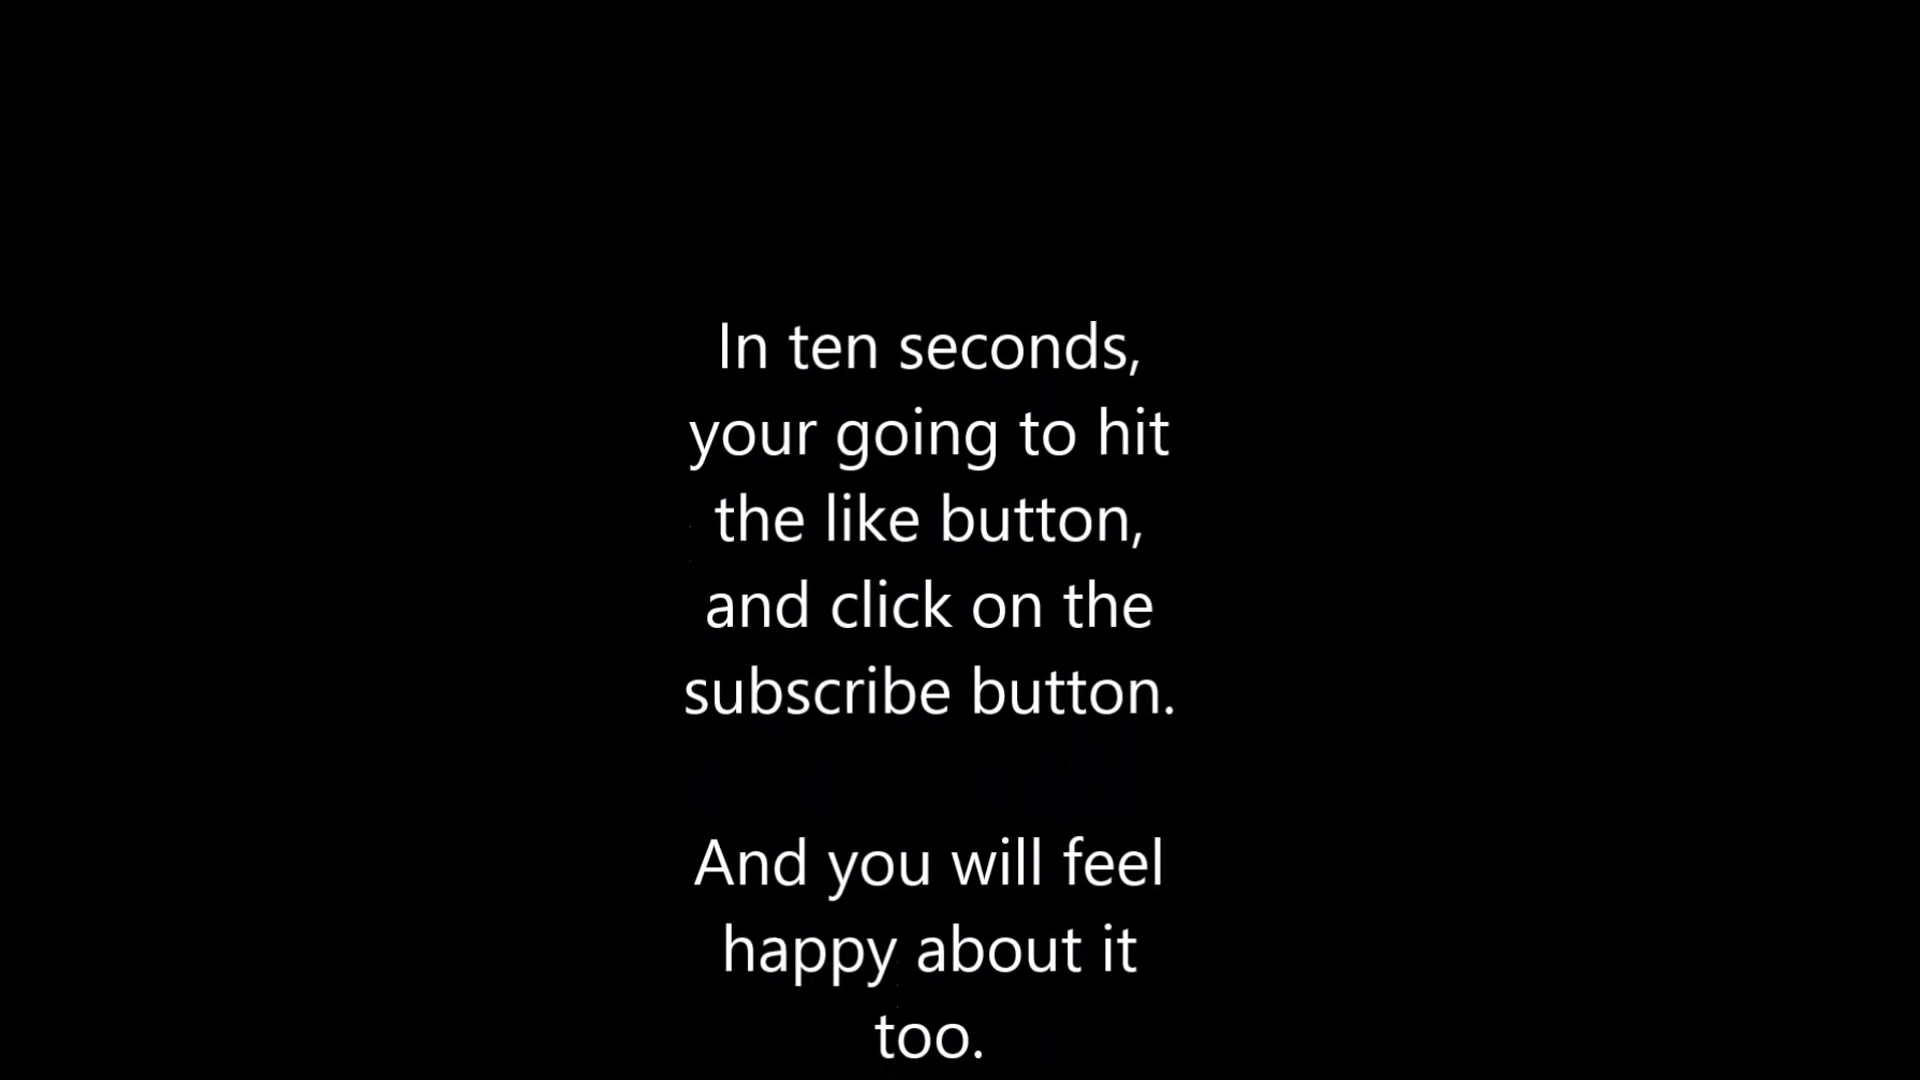 In ten seconds,
your going to hit
the like button,
and click on the
subscribe button.
And you will feel
happy about it
too.